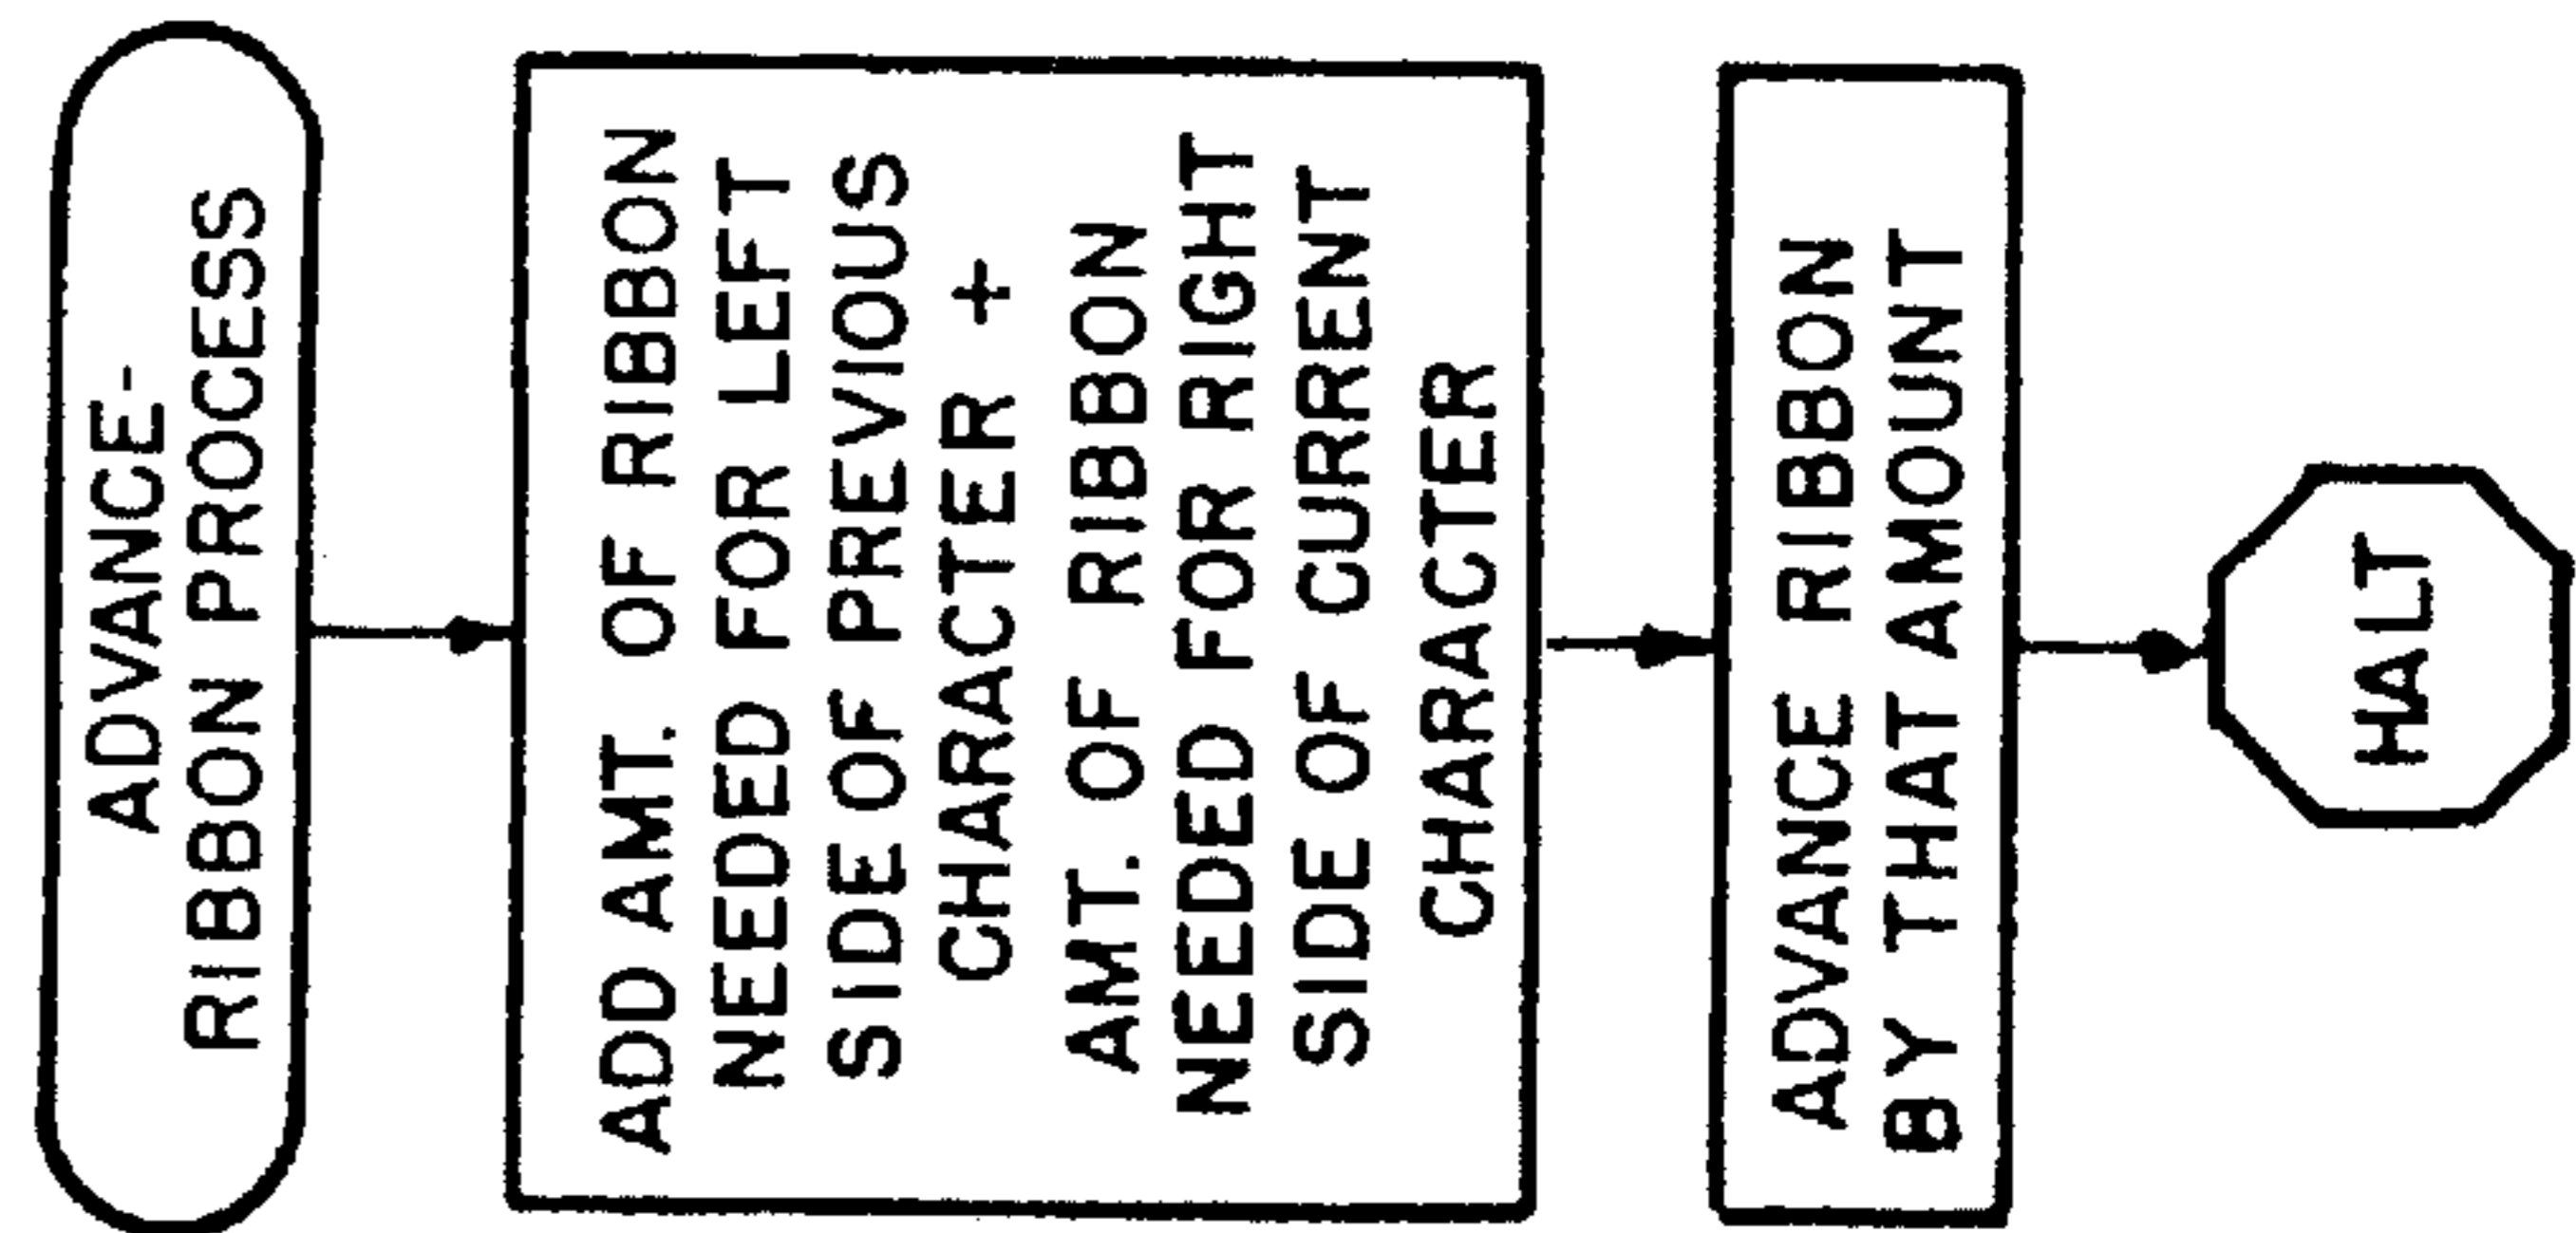 ADVANCE-
RIBBON PROCESS
ADD AMT. OF RIBBON
NEEDED FOR LEFT
SIDE OF PREVIOUS
CHARACTER +
AMT. OF RIBBON
NEEDED FOR RIGHT
SIDE OF CURRENT
CHARACTER
ADVANCE RIBBON
BY THAT AMOUNT
HALT